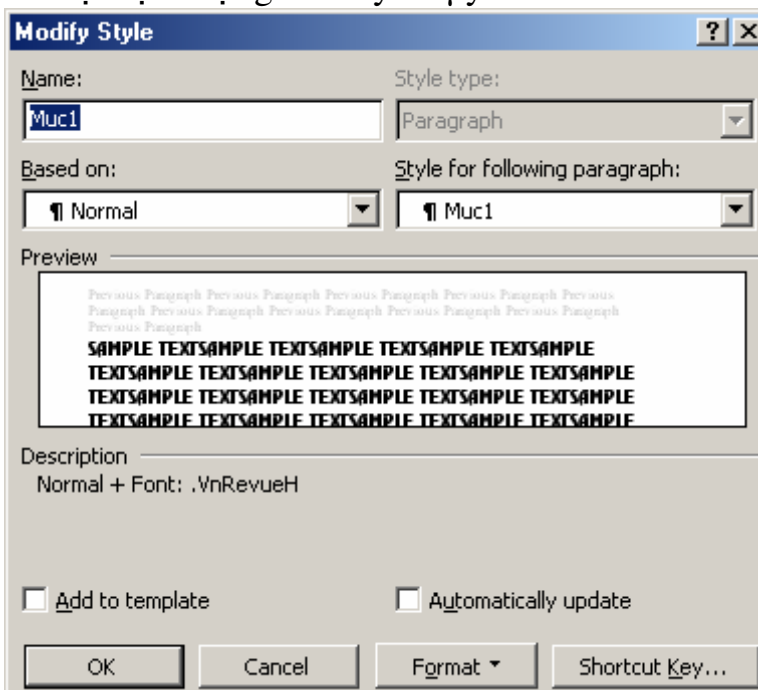 Modify Style
Name:
Style type:
Muc1
Paragraph
Based on:
Style for following paragraph:
¶ Normal
¶ Muc1
Preview
Previous Paragraph Previous Paragraph Previous Paragraph Previous Paragraph Previous
Paragraph Previous Paragraph Previous Paragraph Previous Paragraph Previous Paragraph
Previous Paragraph
SAMPLE TEXTSAMPLE TEXTSAMPLE TEXTSAMPLE TEXTSAMPLE
TEXTSAMPLE TEXTSAMPLE TEXTSAMPLE TEXTSAMPLE
TEXTSAMPLE TEXTSAMPLE TEXTSAMPLE TEXTSAMPLE
TEXTSAMPLE TEXTSAMPLE TEXTSAMPLE TEXTSAMPLE
Description
Normal + Font: .VnRevueH
Add to template
Automatically update
OK
Cancel
Format
Shortcut Key...